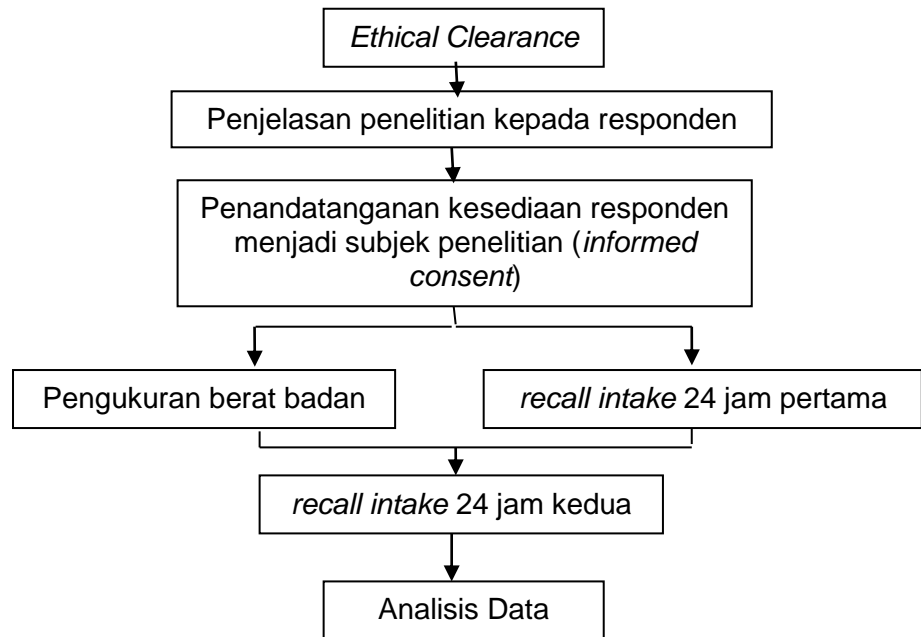 Ethical Clearance
Penjelasan penelitian kepada responden
Penandatanganan kesediaan responden
menjadi subjek penelitian (informed
consent)
Pengukuran berat badan
recall intake 24 jam pertama
recall intake 24 jam kedua
Analisis Data